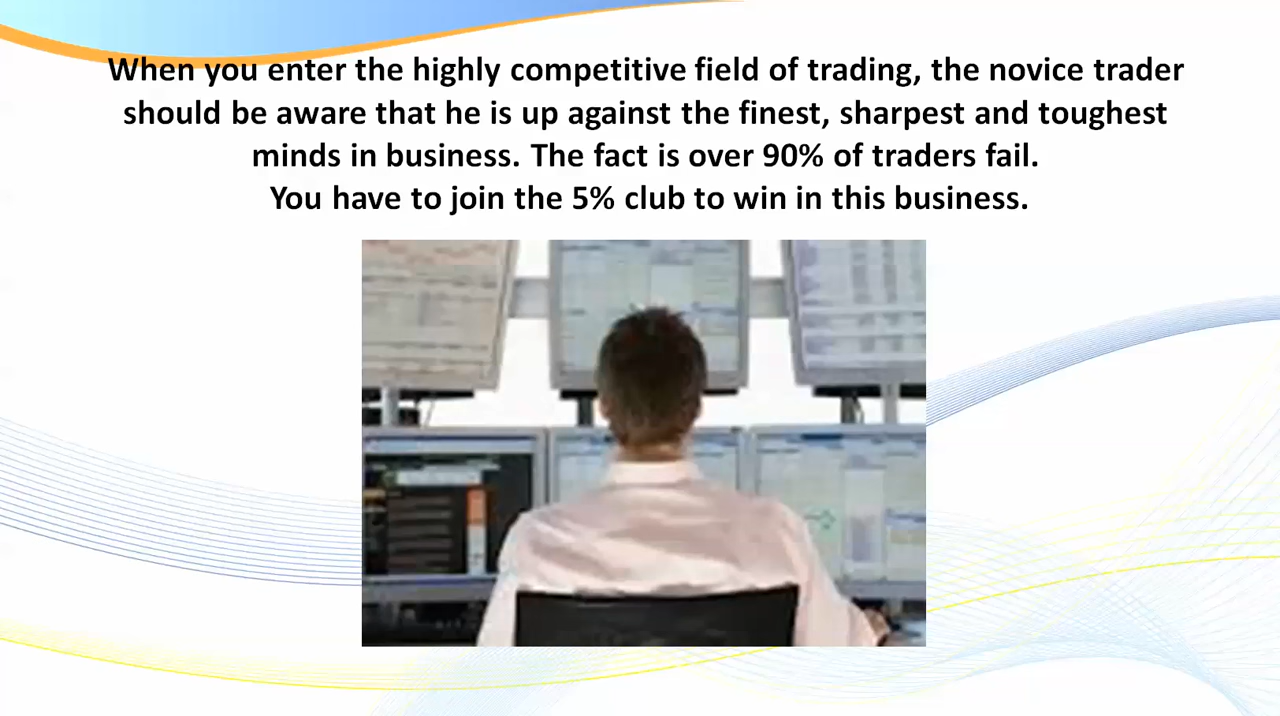 When you enter the highly competitive field of trading, the novice trader
should be aware that he is up against the finest, sharpest and toughest
minds in business. The fact is over 90% of traders fail.
You have to join the 5% club to win in this business.